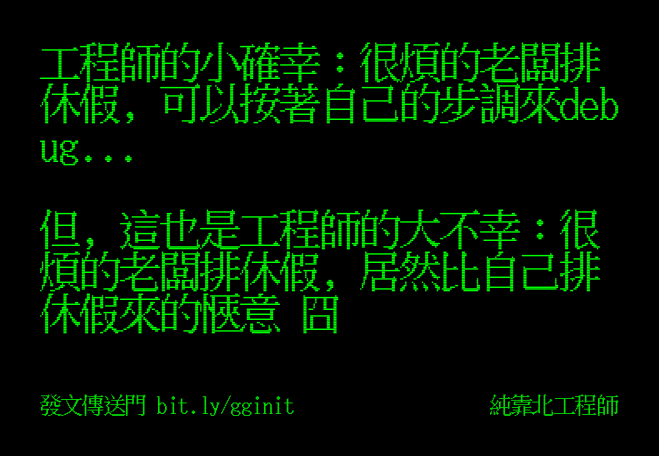 工程師的小確幸：很煩的老闆排
休假, 可以按著自己的步調來deb
ug...
但, 這也是工程師的大不幸：很
煩的老闆排休假, 居然比自己排
休假來的愜意 囧
發文傳送門 bit.ly/gginit
純靠北工程師